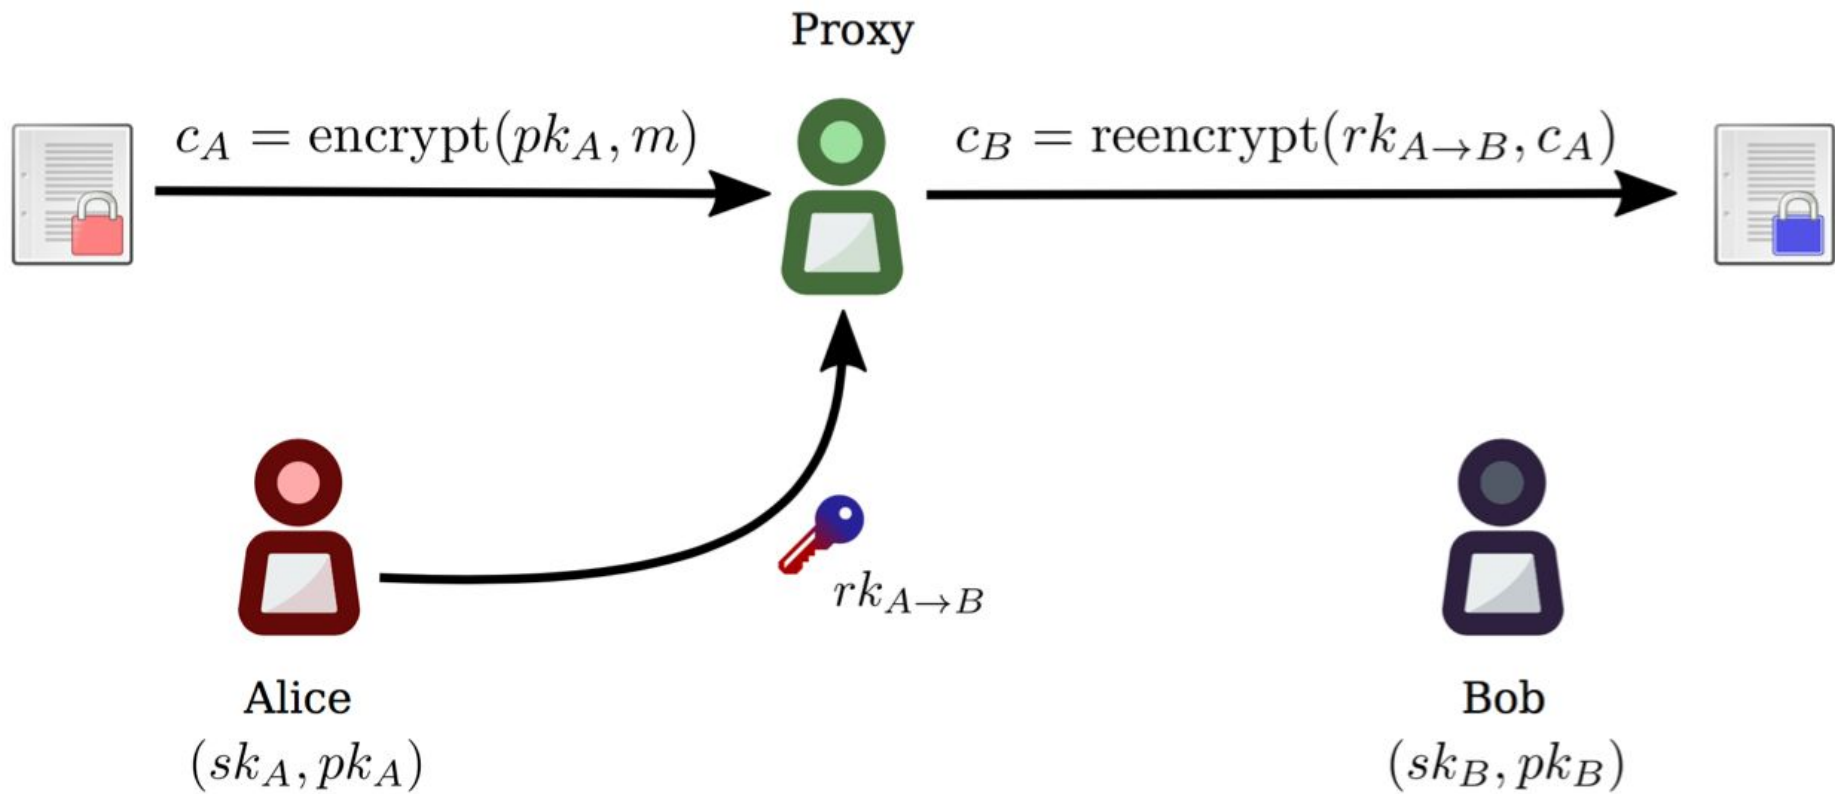 Proxy
c_A = encrypt(pk_A, m)
c_B = reencrypt(rk_{A→B}, c_A)
rk_{A→B}
Alice
(sk_A, pk_A)
Bob
(sk_B, pk_B)